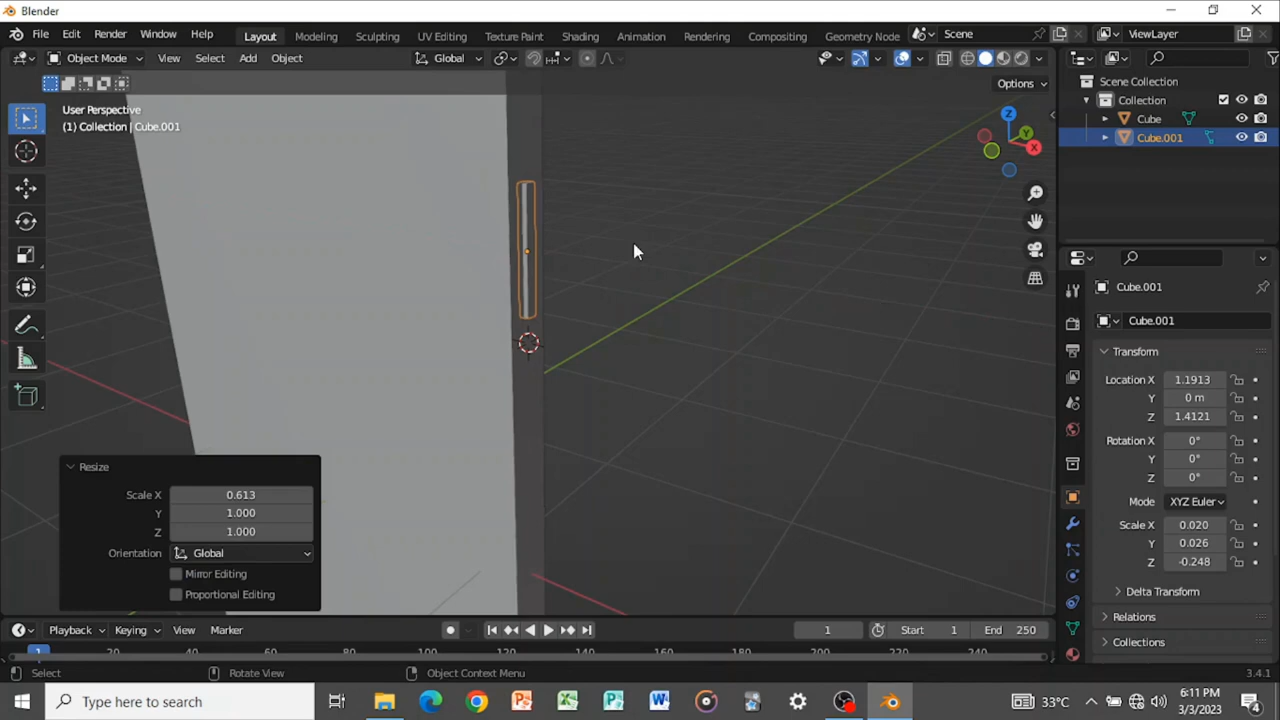 Blender
File Edit Render Window Help Layout Modeling Sculpting UV Editing Texture Paint Shading Animation Rendering Compositing Geometry Node Scene ViewLayer
Object Mode View Select Add Object Global
Options
User Perspective
(1) Collection | Cube.001
Z
Y
X
Scene Collection
Collection
Cube
Cube.001
Cube.001
Cube.001
Transform
Location X 1.1913
Y 0 m
Z 1.4121
Rotation X 0°
Y 0°
Z 0°
Mode XYZ Euler
Scale X 0.020
Y 0.026
Z -0.248
Delta Transform
Relations
Collections
Resize
Scale X 0.613
Y 1.000
Z 1.000
Orientation Global
Mirror Editing
Proportional Editing
Playback Keying View Marker 1 Start 1 End 250
1 20 40 60 80 100 120 140 160 180 200 220 240
Select Rotate View Object Context Menu 3.4.1
Type here to search 33°C 6:11 PM
3/3/2023 4